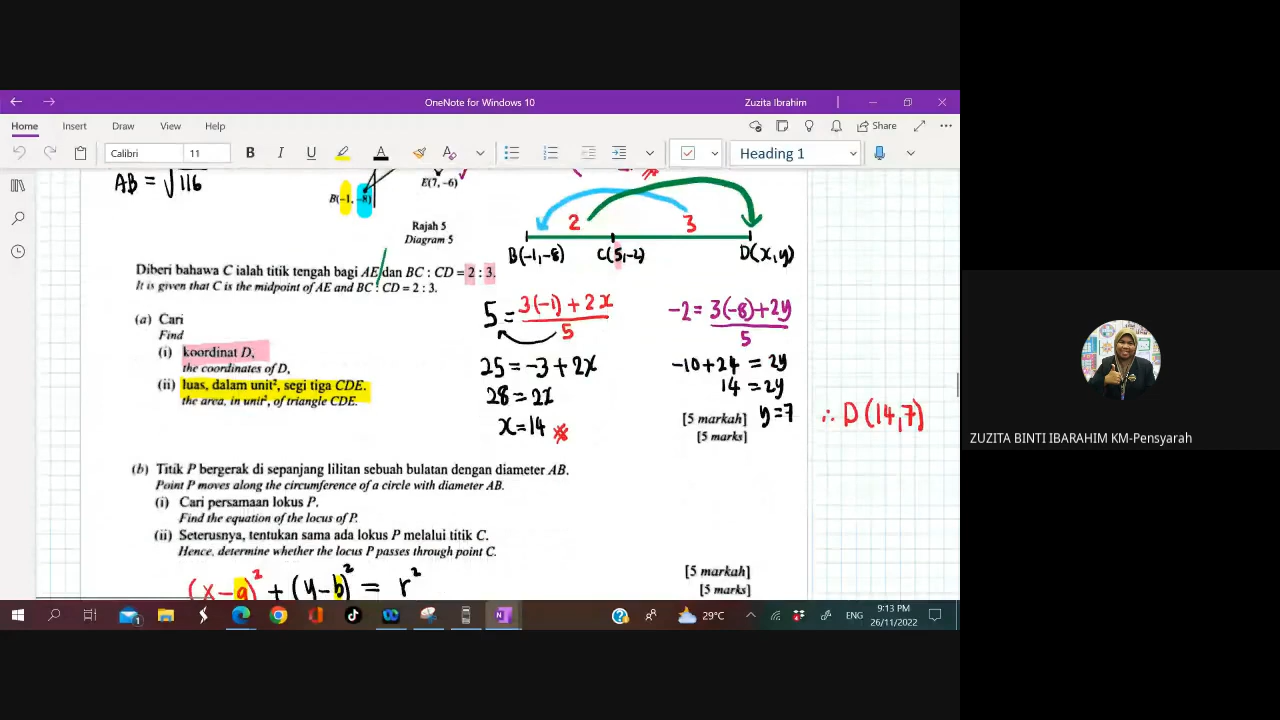 OneNote for Windows 10
Zuzita Ibrahim
Home
Insert
Draw
View
Help
Share
Calibri
11
B
I
U
A
Heading 1
AB = √116
B(-1, -8)
E(7, -6)
Rajah 5
Diagram 5
2
3
B(-1,-8)
C(5,-2)
D(x,y)
Diberi bahawa C ialah titik tengah bagi AE dan BC : CD = 2 : 3.
It is given that C is the midpoint of AE and BC : CD = 2 : 3.
(a) Cari
Find
(i) koordinat D,
the coordinates of D,
(ii) luas, dalam unit², segi tiga CDE.
the area, in unit², of triangle CDE.
5 = 3(-1) + 2x / 5
25 = -3 + 2x
28 = 2x
x = 14
-2 = 3(-8) + 2y / 5
-10 + 24 = 2y
14 = 2y
y = 7
[5 markah]
[5 marks]
∴ D(14,7)
(b) Titik P bergerak di sepanjang lilitan sebuah bulatan dengan diameter AB.
Point P moves along the circumference of a circle with diameter AB.
(i) Cari persamaan lokus P.
Find the equation of the locus of P.
(ii) Seterusnya, tentukan sama ada lokus P melalui titik C.
Hence, determine whether the locus P passes through point C.
[5 markah]
[5 marks]
(x-a)² + (y-b)² = r²
29°C
ENG
9:13 PM
26/11/2022
ZUZITA BINTI IBARAHIM KM-Pensyarah